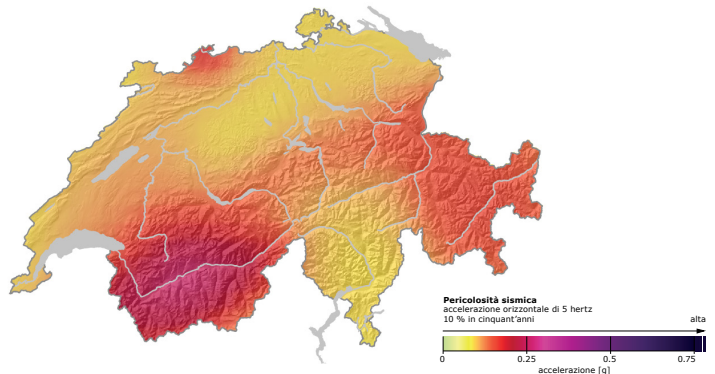 Pericolosità sismica
accelerazione orizzontale di 5 hertz
10 % in cinquant'anni alta
0 0.25 0.5 0.75
accelerazione [g]